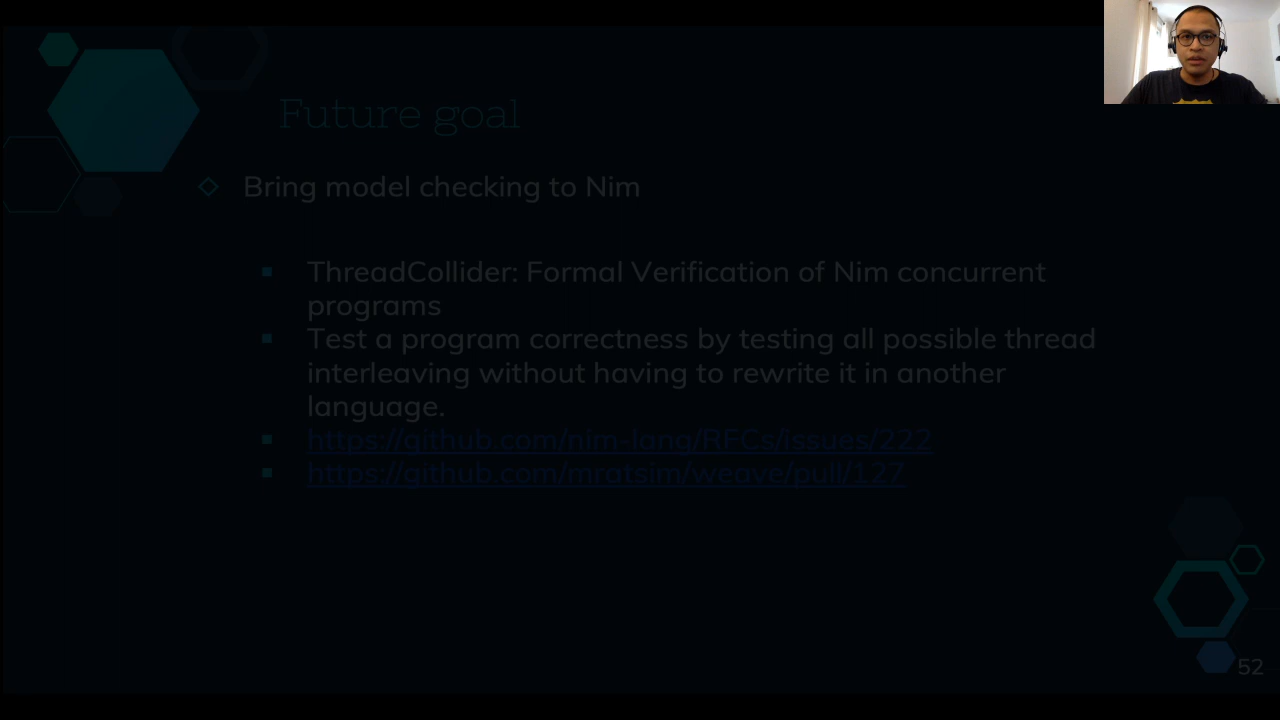 Future goal
Bring model checking to Nim
ThreadCollider: Formal Verification of Nim concurrent
programs
Test a program correctness by testing all possible thread
interleaving without having to rewrite it in another
language.
https://github.com/nim-lang/RFCs/issues/222
https://github.com/mratsim/weave/pull/127
52